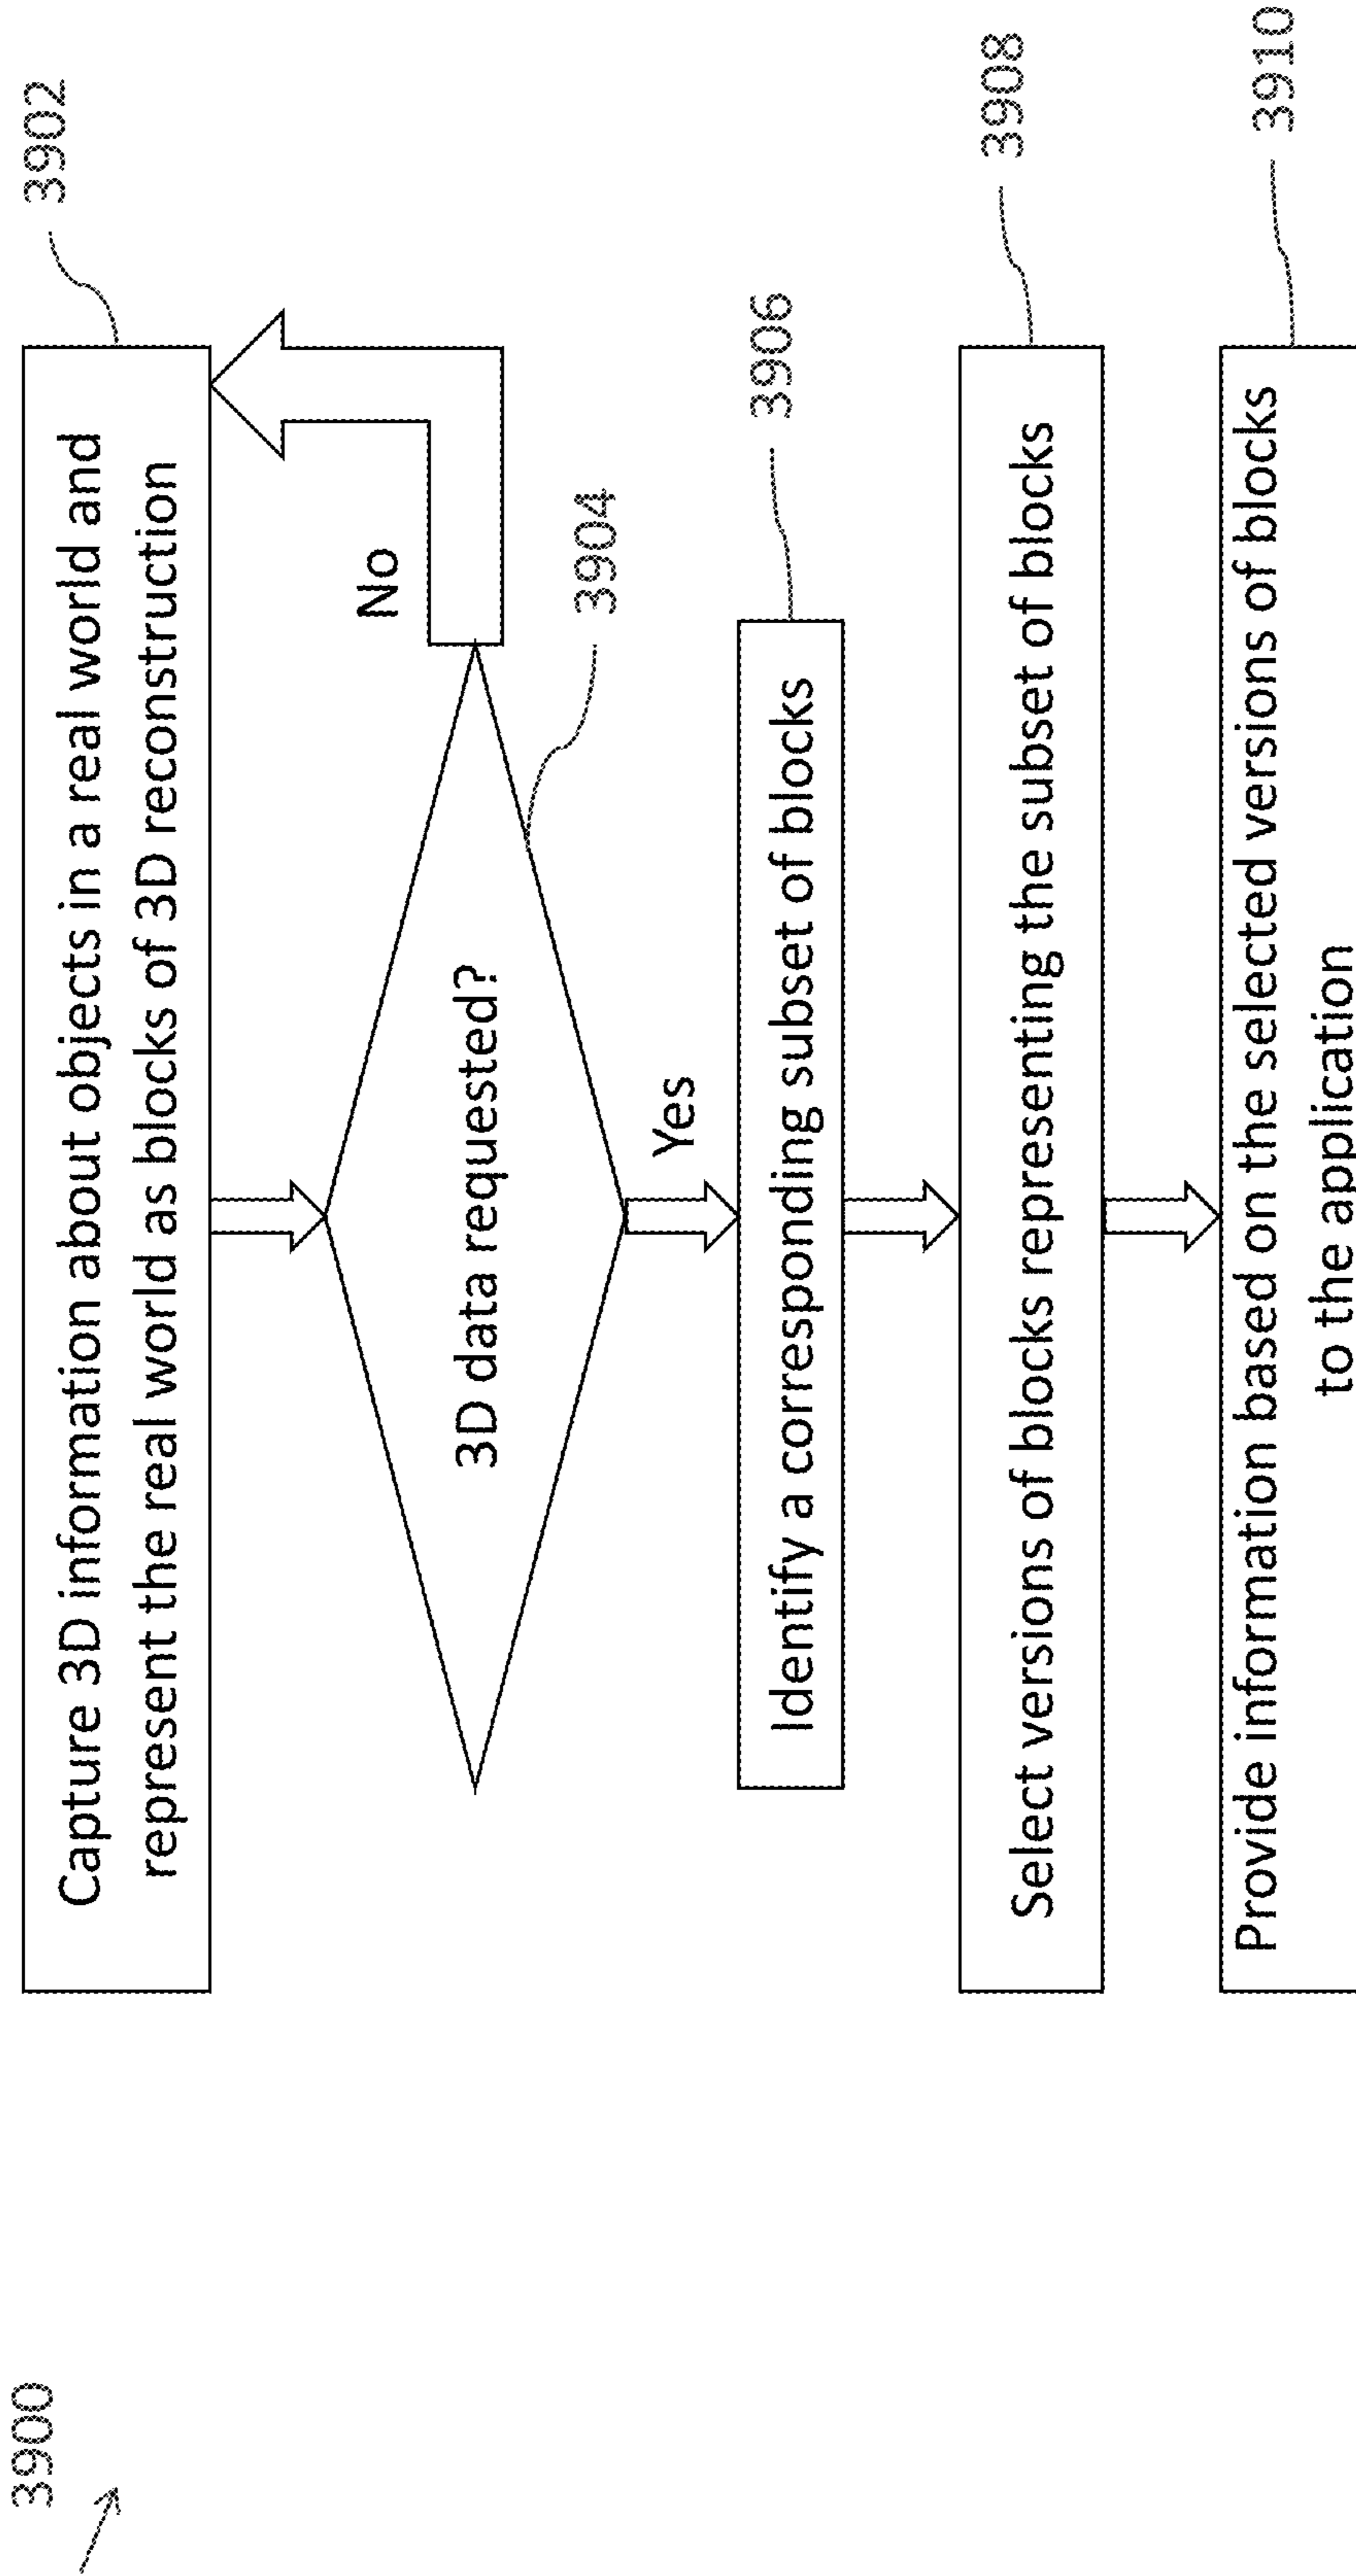 3900
Capture 3D information about objects in a real world and
represent the real world as blocks of 3D reconstruction
3902
3D data requested?
No
3904
Yes
Identify a corresponding subset of blocks
3906
Select versions of blocks representing the subset of blocks
3908
Provide information based on the selected versions of blocks
to the application
3910